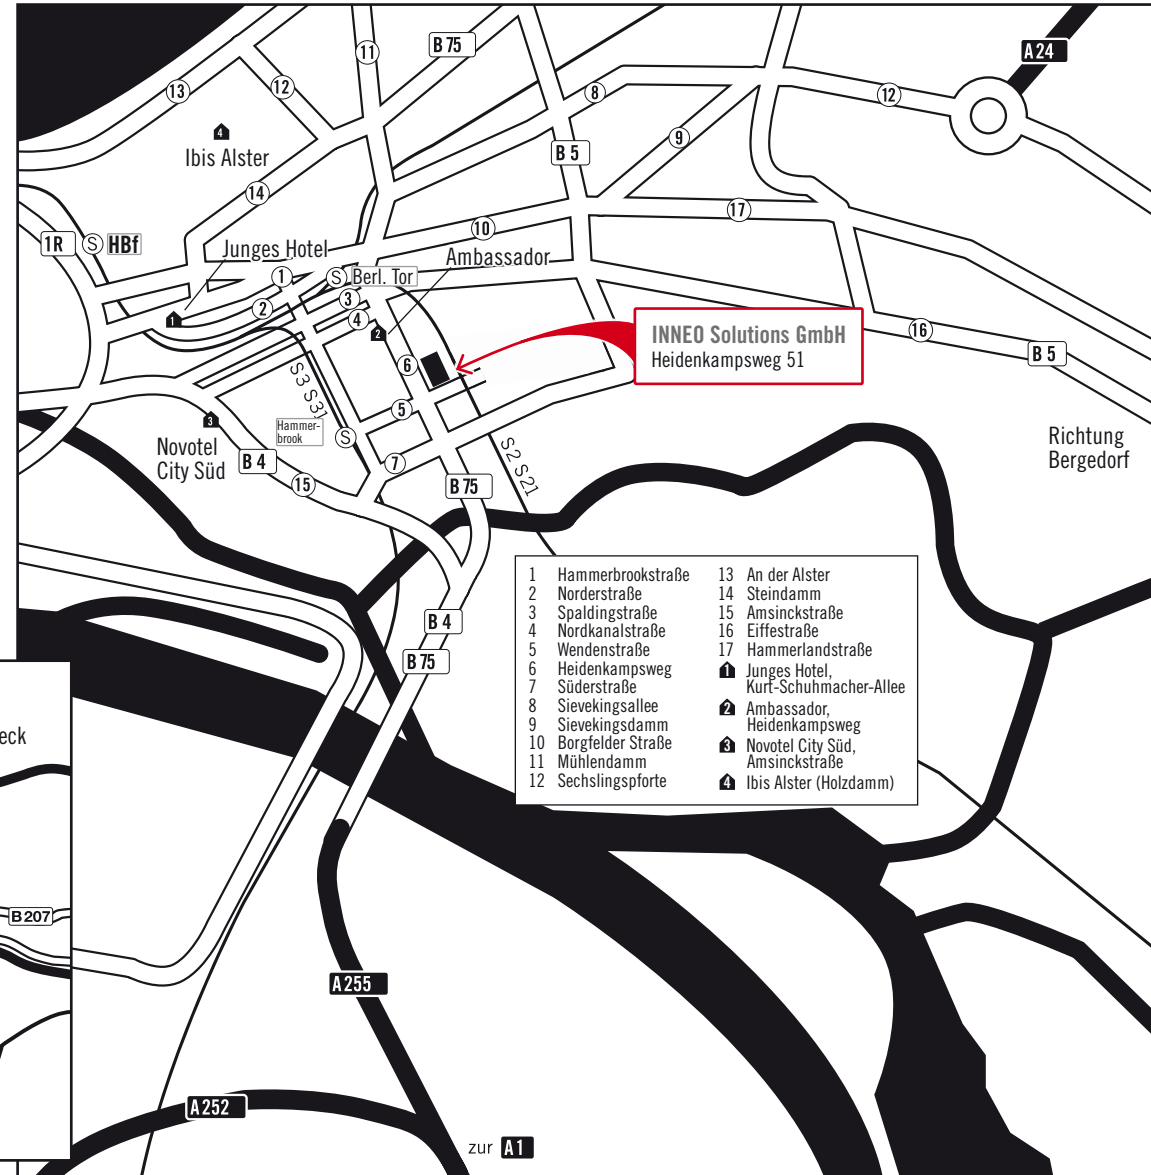 11
B 75
A 24
13
12
8
12
4
Ibis Alster
9
B 5
14
17
10
1R
S HBf
Junges Hotel
Ambassador
1
S Berl. Tor
2
3
1
4
2
INNEO Solutions GmbH
Heidenkampsweg 51
16
B 5
6
S3 S31
5
3
Hammer-
brook
S
Novotel
City Süd
B 4
7
15
B 75
S2 S21
Richtung
Bergedorf
1 Hammerbrookstraße
2 Norderstraße
3 Spaldingstraße
4 Nordkanalstraße
5 Wendenstraße
6 Heidenkampsweg
7 Süderstraße
8 Sievekingsallee
9 Sievekingsdamm
10 Borgfelder Straße
11 Mühlendamm
12 Sechslingspforte
13 An der Alster
14 Steindamm
15 Amsinckstraße
16 Eiffestraße
17 Hammerlandstraße
1 Junges Hotel,
Kurt-Schuhmacher-Allee
2 Ambassador,
Heidenkampsweg
3 Novotel City Süd,
Amsinckstraße
4 Ibis Alster (Holzdamm)
B 4
B 75
eck
B 207
A 255
A 252
zur A1